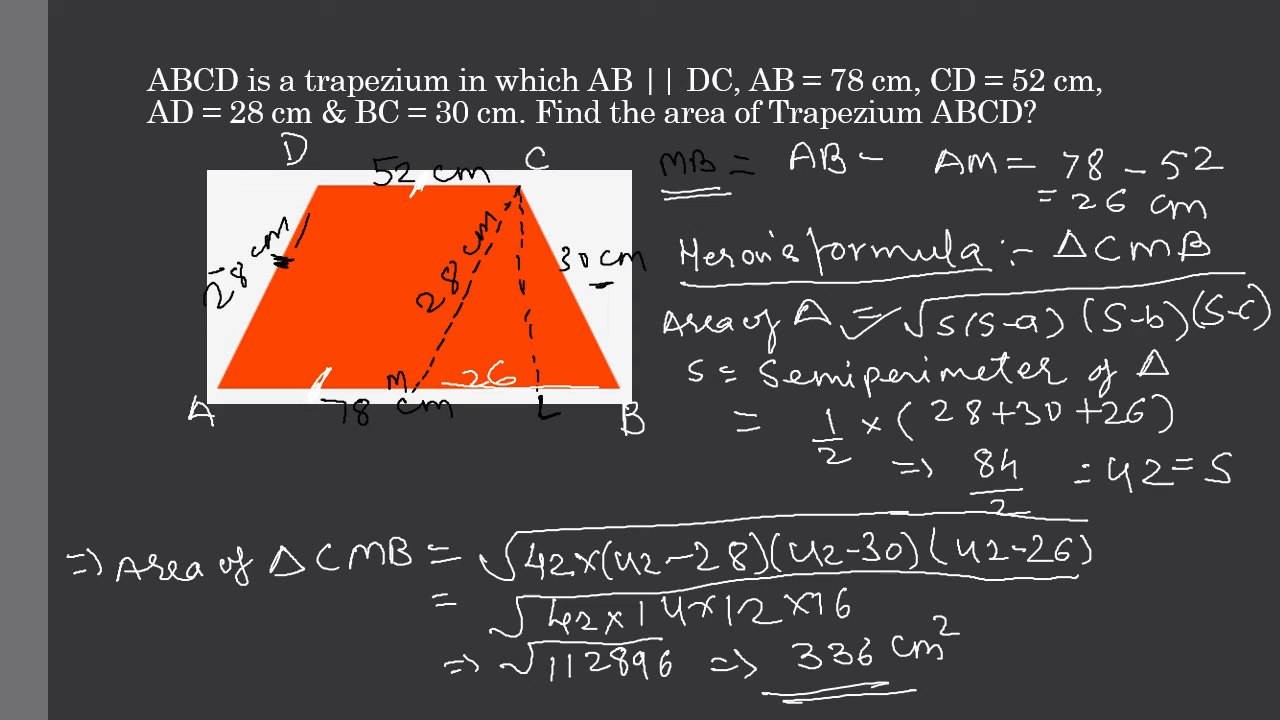 ABCD is a trapezium in which AB || DC, AB = 78 cm, CD = 52 cm,
AD = 28 cm & BC = 30 cm. Find the area of Trapezium ABCD?
D
52 cm
C
28 cm
28 cm
30 cm
M
26
A
78 cm
L
B
MB = AB - AM = 78 - 52
= 26 cm
Heron's formula :- △CMB
Area of △ = √s(s-a)(s-b)(s-c)
s = Semiperimeter of △
= 1/2 × (28+30+26)
=> 84/2 = 42 = S
=> Area of △CMB = √42×(42-28)(42-30)(42-26)
= √42×14×12×16
=> √112896 => 336 cm²